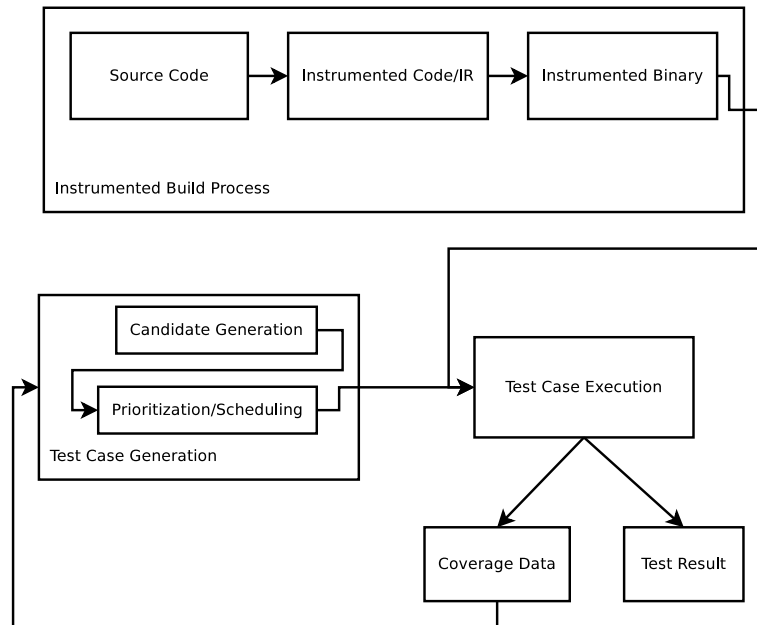 Source Code
Instrumented Code/IR
Instrumented Binary
Instrumented Build Process
Candidate Generation
Prioritization/Scheduling
Test Case Generation
Test Case Execution
Coverage Data
Test Result